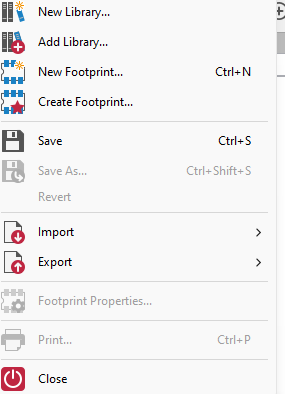 New Library...
Add Library...
New Footprint... Ctrl+N
Create Footprint...
Save Ctrl+S
Save As... Ctrl+Shift+S
Revert
Import
Export
Footprint Properties...
Print... Ctrl+P
Close